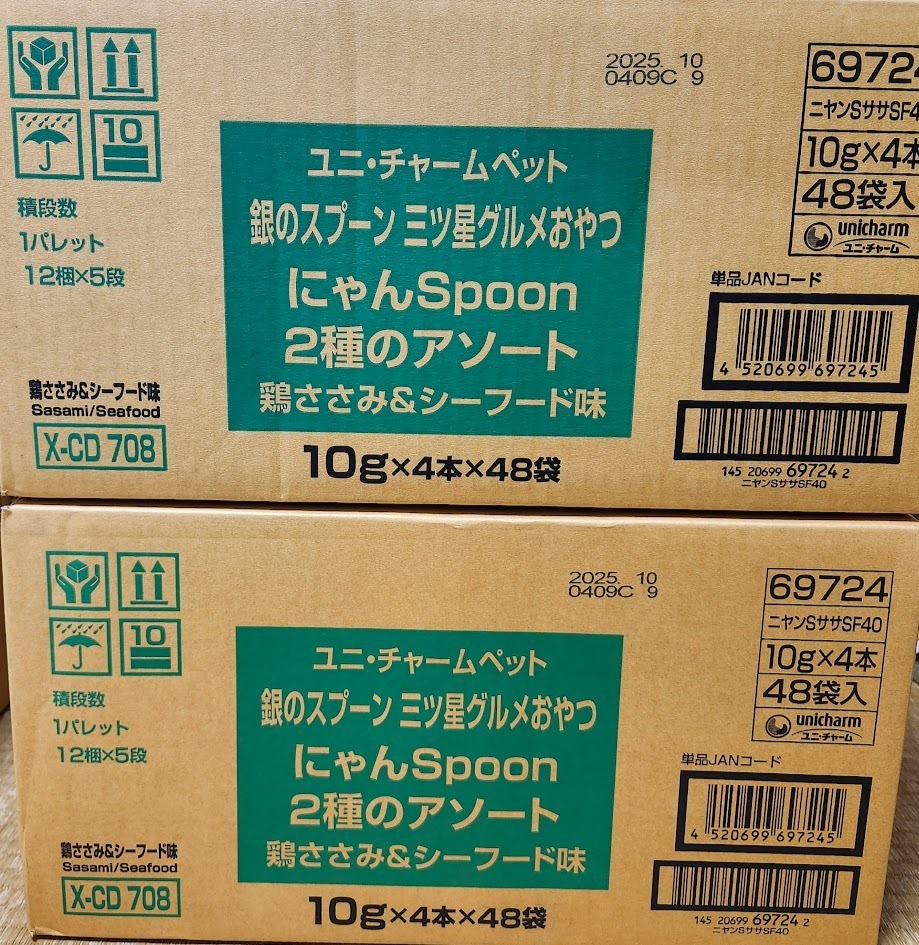 10
積段数
1パレット
12梱×5段
鶏ささみ&シーフード味
Sasami/Seafood
X-CD 708
ユニ・チャームペット
銀のスプーン 三ツ星グルメおやつ
にゃんSpoon
2種のアソート
鶏ささみ&シーフード味
10g×4本×48袋
2025. 10
0409C 9
69724
ニヤンSササSF4
10g×4本
48袋入
unicharm
ユニ・チャーム
単品JANコード
4 520699 697245
145 20699 69724 2
ニヤンSササSF40
10
積段数
1パレット
12梱×5段
鶏ささみ&シーフード味
Sasami/Seafood
X-CD 708
ユニ・チャームペット
銀のスプーン 三ツ星グルメおやつ
にゃんSpoon
2種のアソート
鶏ささみ&シーフード味
10g×4本×48袋
2025. 10
0409C 9
69724
ニヤンSササSF40
10g×4本
48袋入
unicharm
ユニ・チャーム
単品JANコード
4 520699 697245
145 20699 69724 2
ニヤンSササSF40